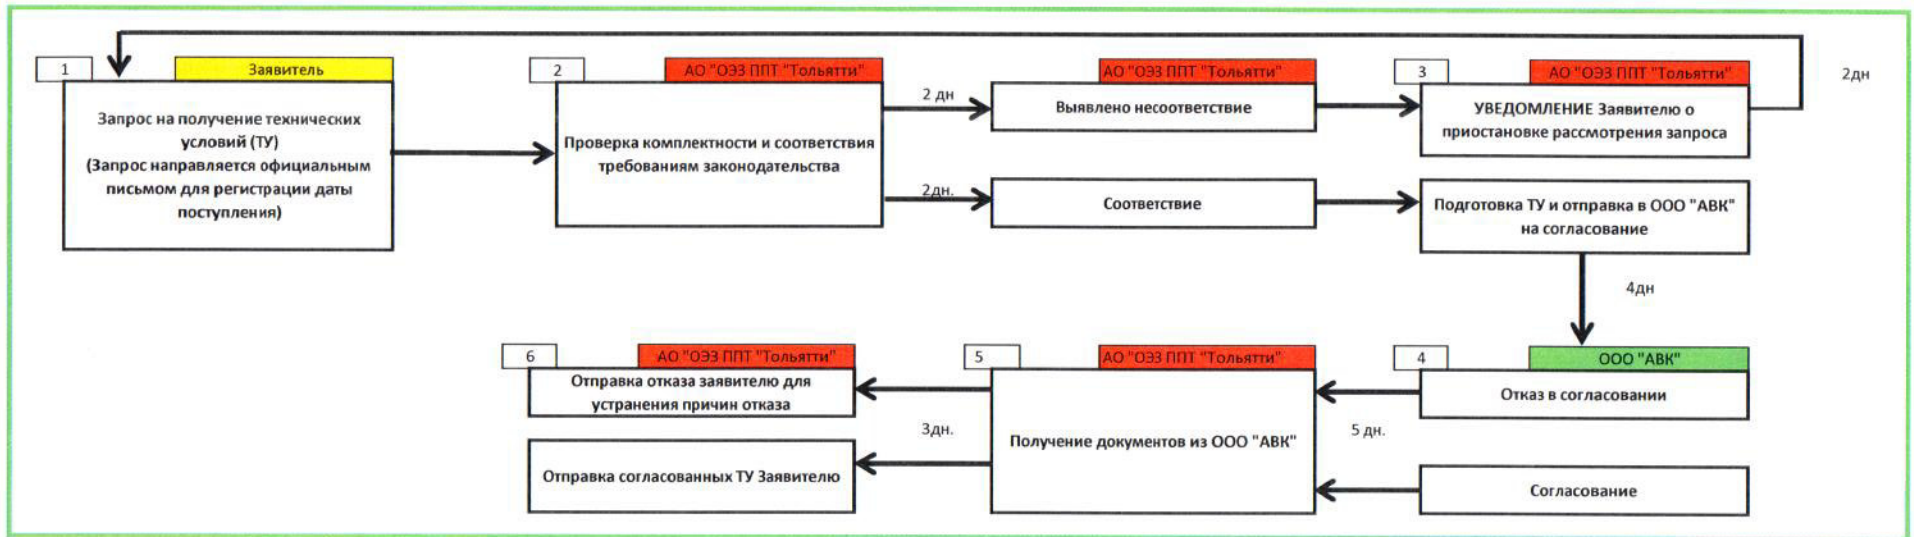 1
Заявитель
Запрос на получение технических
условий (ТУ)
(Запрос направляется официальным
письмом для регистрации даты
поступления)
2
АО "ОЭЗ ППТ "Тольятти"
Проверка комплектности и соответствия
требованиям законодательства
2 дн
2дн.
АО "ОЭЗ ППТ "Тольятти"
Выявлено несоответствие
Соответствие
3
АО "ОЭЗ ППТ "Тольятти"
УВЕДОМЛЕНИЕ Заявителю о
приостановке рассмотрения запроса
2дн
Подготовка ТУ и отправка в ООО "АВК"
на согласование
4дн
4
ООО "АВК"
Отказ в согласовании
Согласование
5 дн.
5
АО "ОЭЗ ППТ "Тольятти"
Получение документов из ООО "АВК"
3дн.
6
АО "ОЭЗ ППТ "Тольятти"
Отправка отказа заявителю для
устранения причин отказа
Отправка согласованных ТУ Заявителю